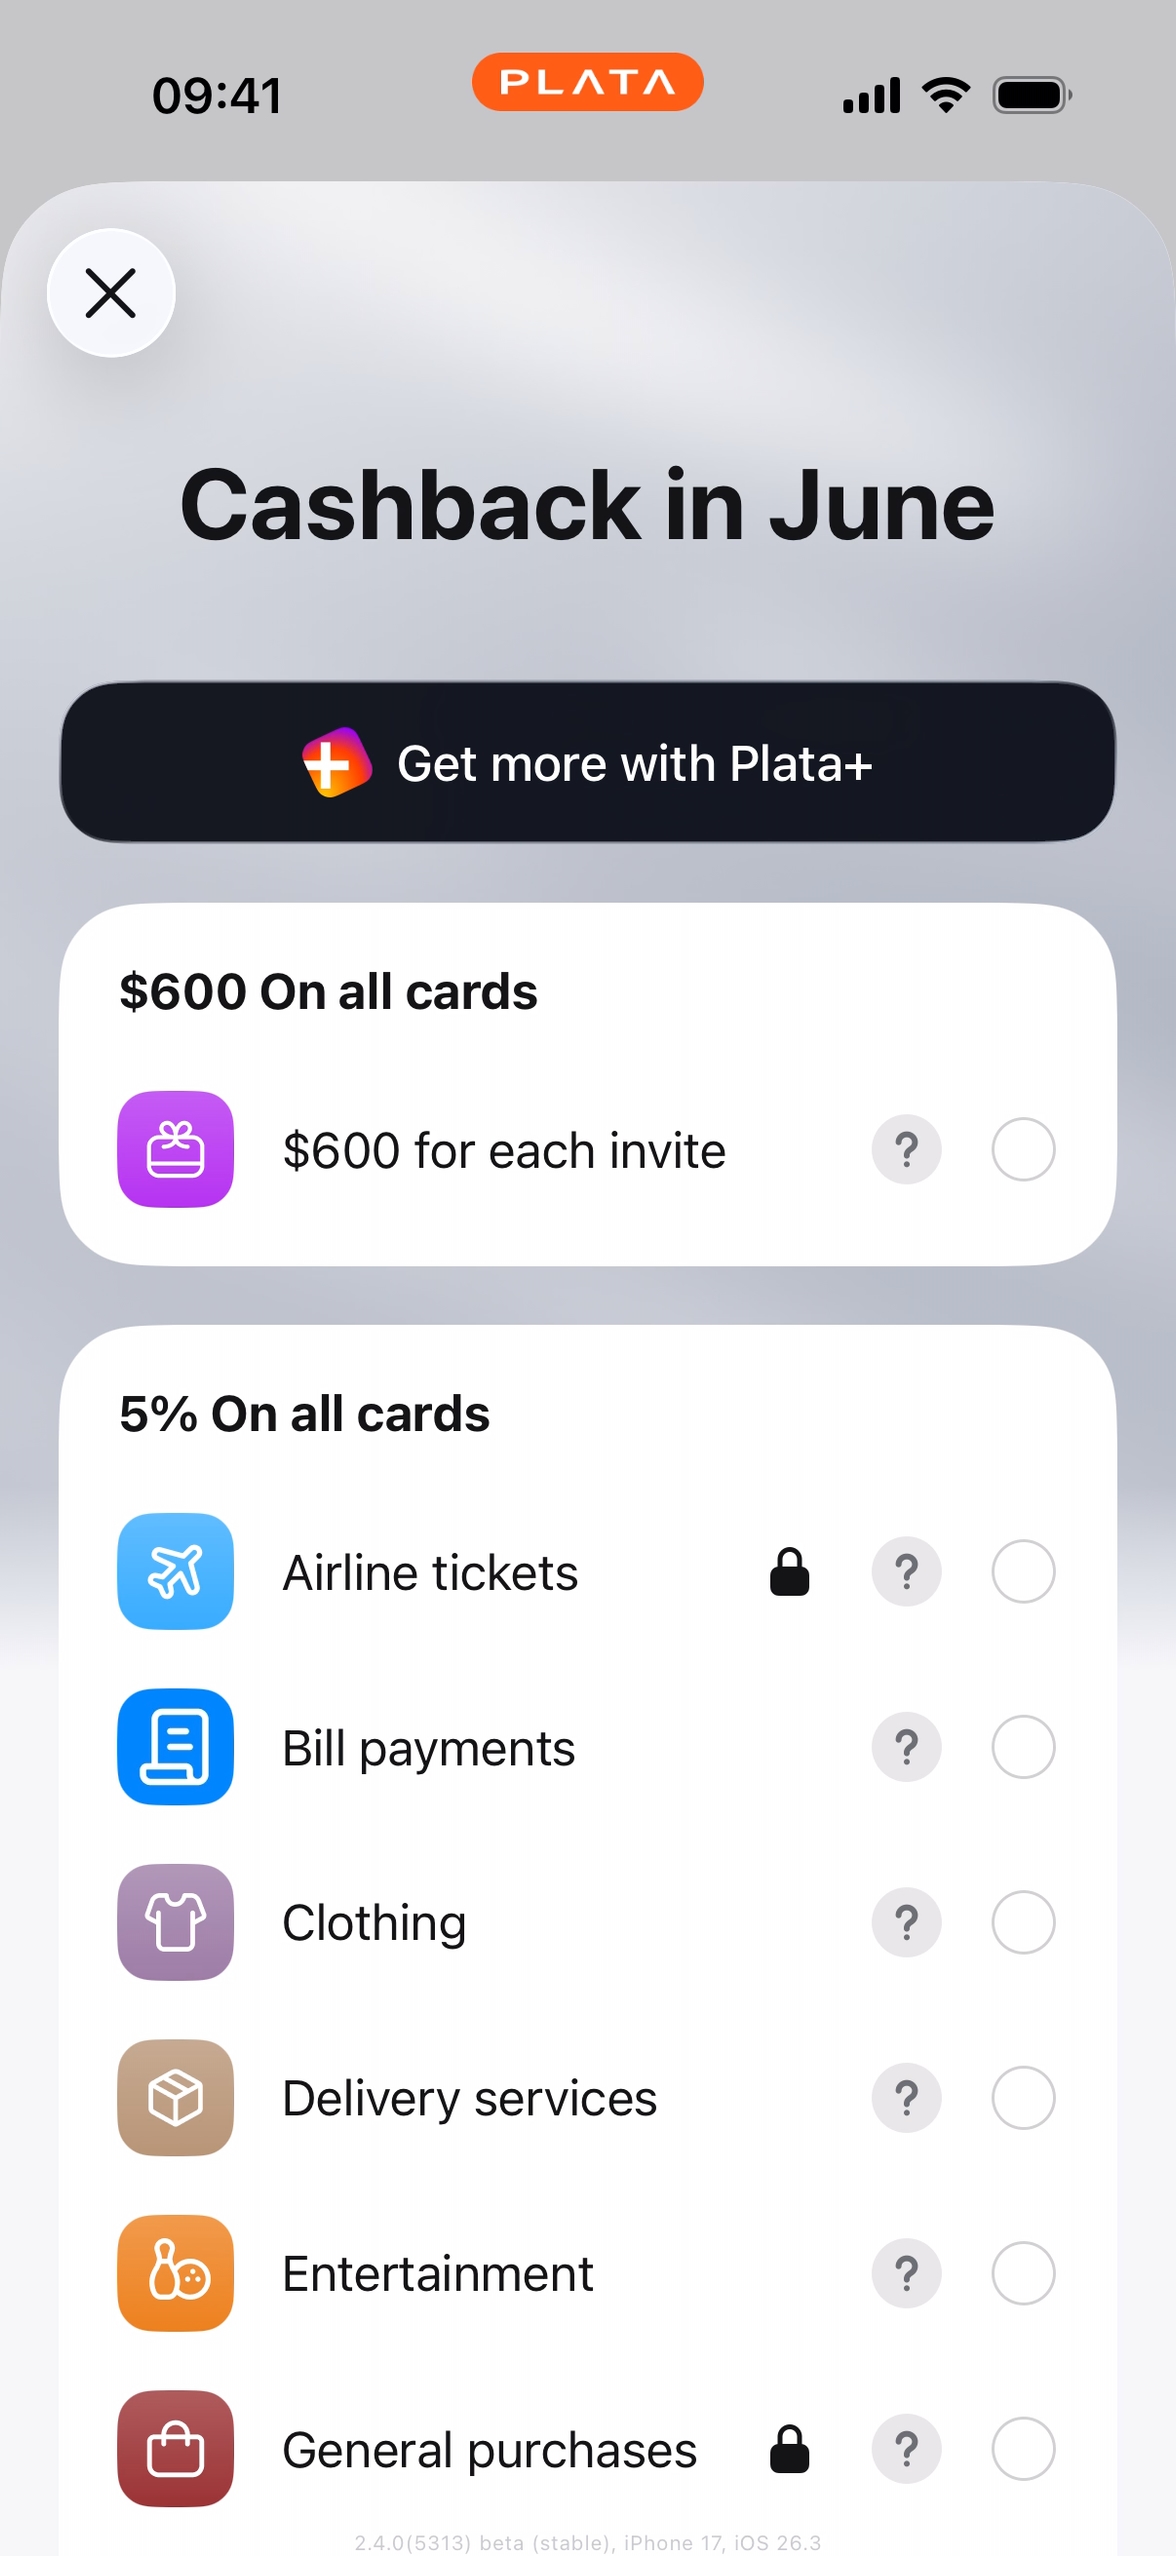 09:41
PLATA
Cashback in June
Get more with Plata+
$600 On all cards
$600 for each invite
?
5% On all cards
Airline tickets
?
Bill payments
?
Clothing
?
Delivery services
?
Entertainment
?
General purchases
?
2.4.0(5313) beta (stable), iPhone 17, iOS 26.3